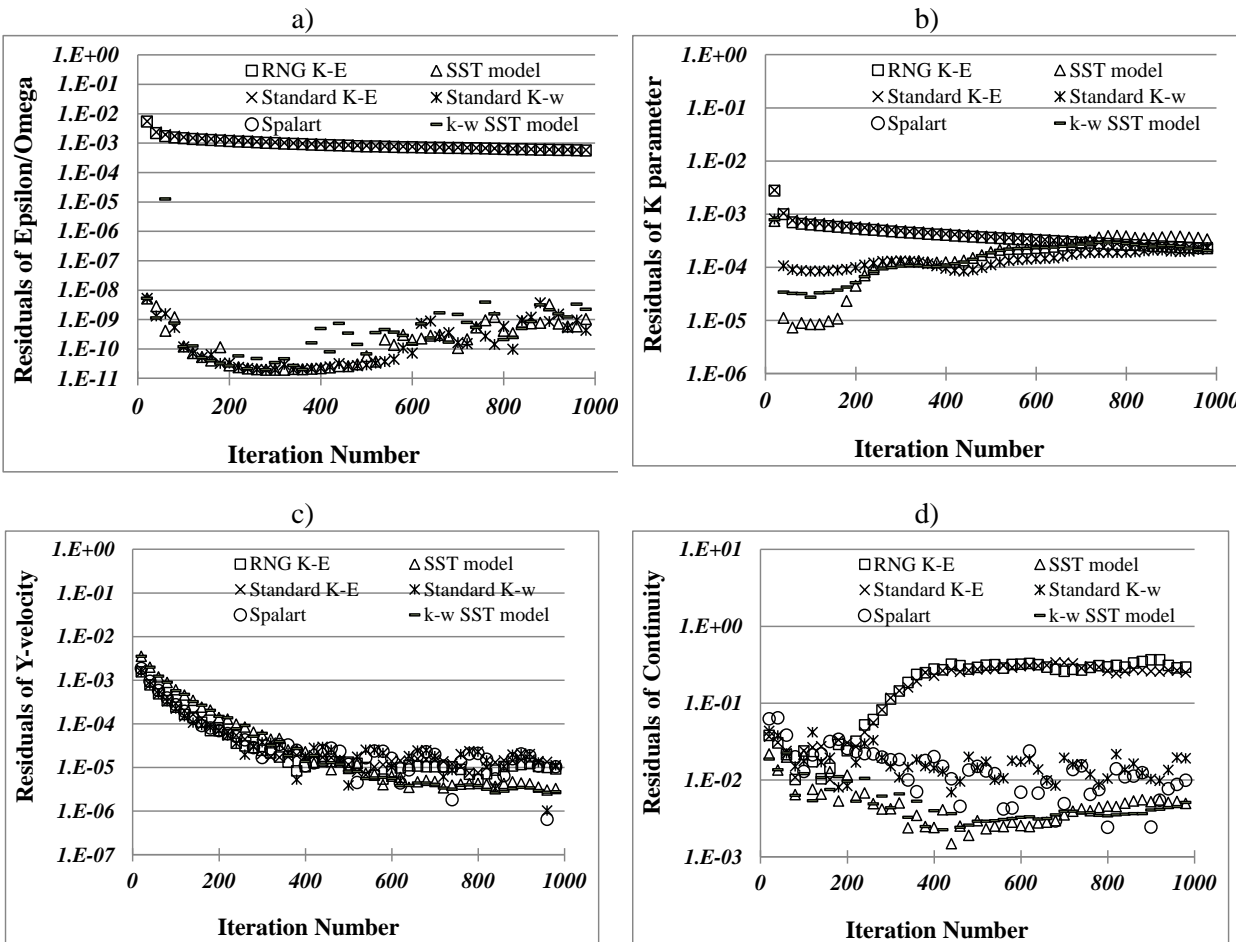 a)
1.E+00
1.E-01
1.E-02
1.E-03
1.E-04
1.E-05
1.E-06
1.E-07
1.E-08
1.E-09
1.E-10
1.E-11
Residuals of Epsilon/Omega
RNG K-E
SST model
Standard K-E
Standard K-w
Spalart
k-w SST model
0 200 400 600 800 1000
Iteration Number
b)
1.E+00
1.E-01
1.E-02
1.E-03
1.E-04
1.E-05
1.E-06
Residuals of K parameter
RNG K-E
SST model
Standard K-E
Standard K-w
Spalart
k-w SST model
0 200 400 600 800 1000
Iteration Number
c)
1.E+00
1.E-01
1.E-02
1.E-03
1.E-04
1.E-05
1.E-06
1.E-07
Residuals of Y-velocity
RNG K-E
SST model
Standard K-E
Standard K-w
Spalart
k-w SST model
0 200 400 600 800 1000
Iteration Number
d)
1.E+01
1.E+00
1.E-01
1.E-02
1.E-03
Residuals of Continuity
RNG K-E
SST model
Standard K-E
Standard K-w
Spalart
k-w SST model
0 200 400 600 800 1000
Iteration Number